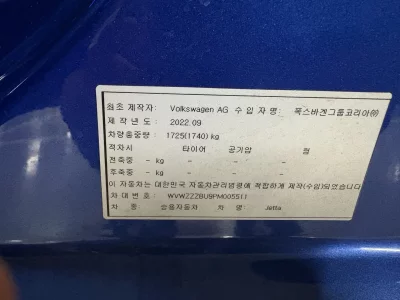 최초 제작자: Volkswagen AG 수 입 자 명: 폭스바겐그룹코리아㈜
제 작 년 도 : 2022.09
차량총중량 : 1725(1740) kg
적차시 타이어 공기압 림
전축중 - kg - - -
후축중 - kg - - -
이 자동차는 대한민국 자동차관리법령에 적합하게 제작(수입)되었습니다.
차 대 번 호 : WVWZZZBU8PM005511
차 종: 승용자동차 차 명: Jetta